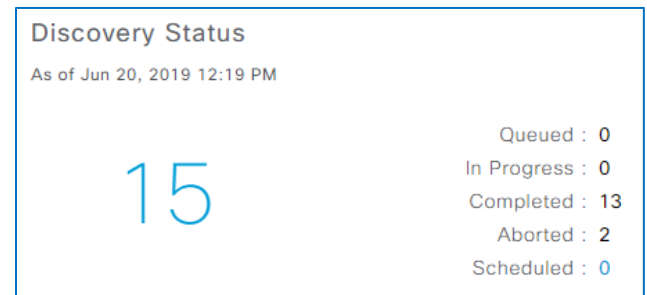 Discovery Status
As of Jun 20, 2019 12:19 PM
15
Queued : 0
In Progress : 0
Completed : 13
Aborted : 2
Scheduled : 0